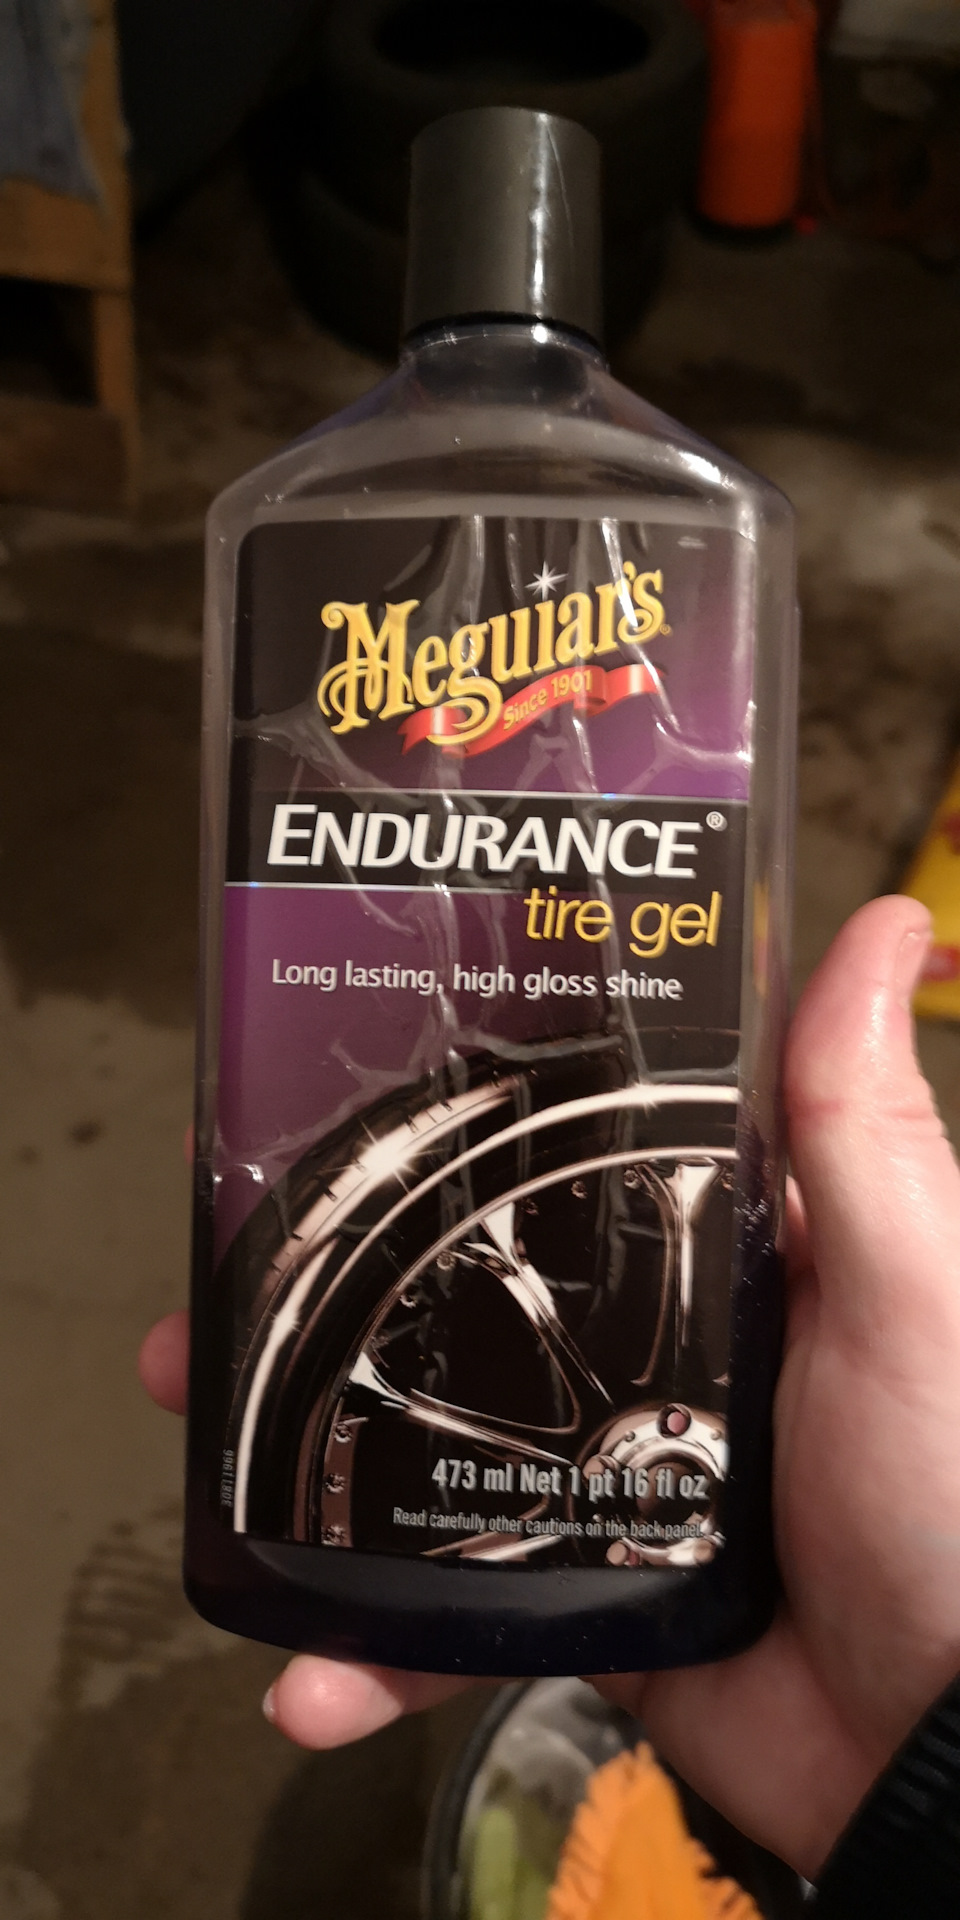 Meguiar's
Since 1901
ENDURANCE®
tire gel
Long lasting, high gloss shine
473 ml Net 1 pt 16 fl oz
Read carefully other cautions on the back panel.